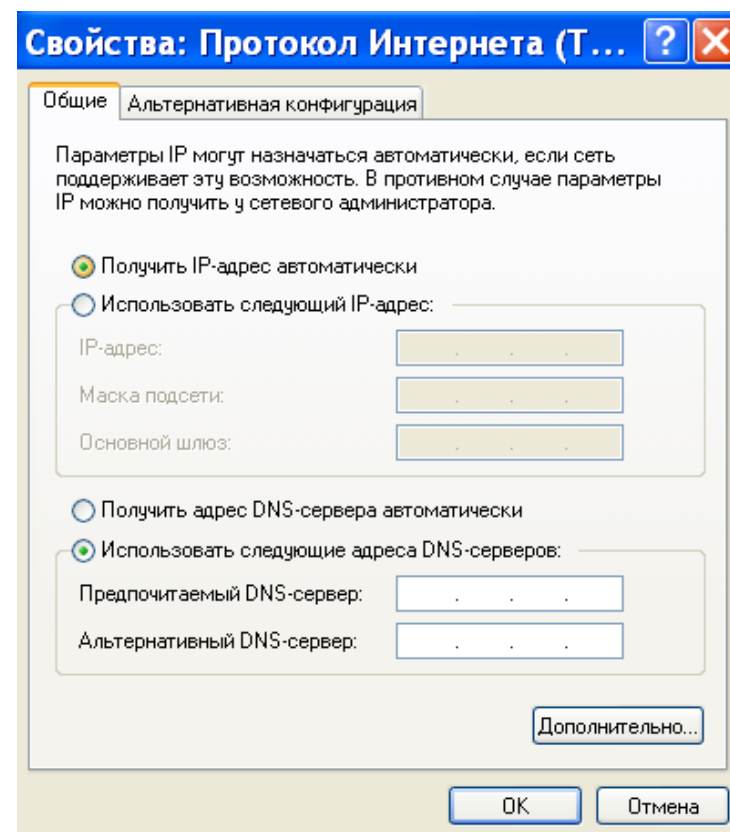 Свойства: Протокол Интернета (Т...
Общие
Альтернативная конфигурация
Параметры IP могут назначаться автоматически, если сеть
поддерживает эту возможность. В противном случае параметры
IP можно получить у сетевого администратора.
Получить IP-адрес автоматически
Использовать следующий IP-адрес:
IP-адрес:
Маска подсети:
Основной шлюз:
Получить адрес DNS-сервера автоматически
Использовать следующие адреса DNS-серверов:
Предпочитаемый DNS-сервер:
Альтернативный DNS-сервер:
Дополнительно...
OK
Отмена